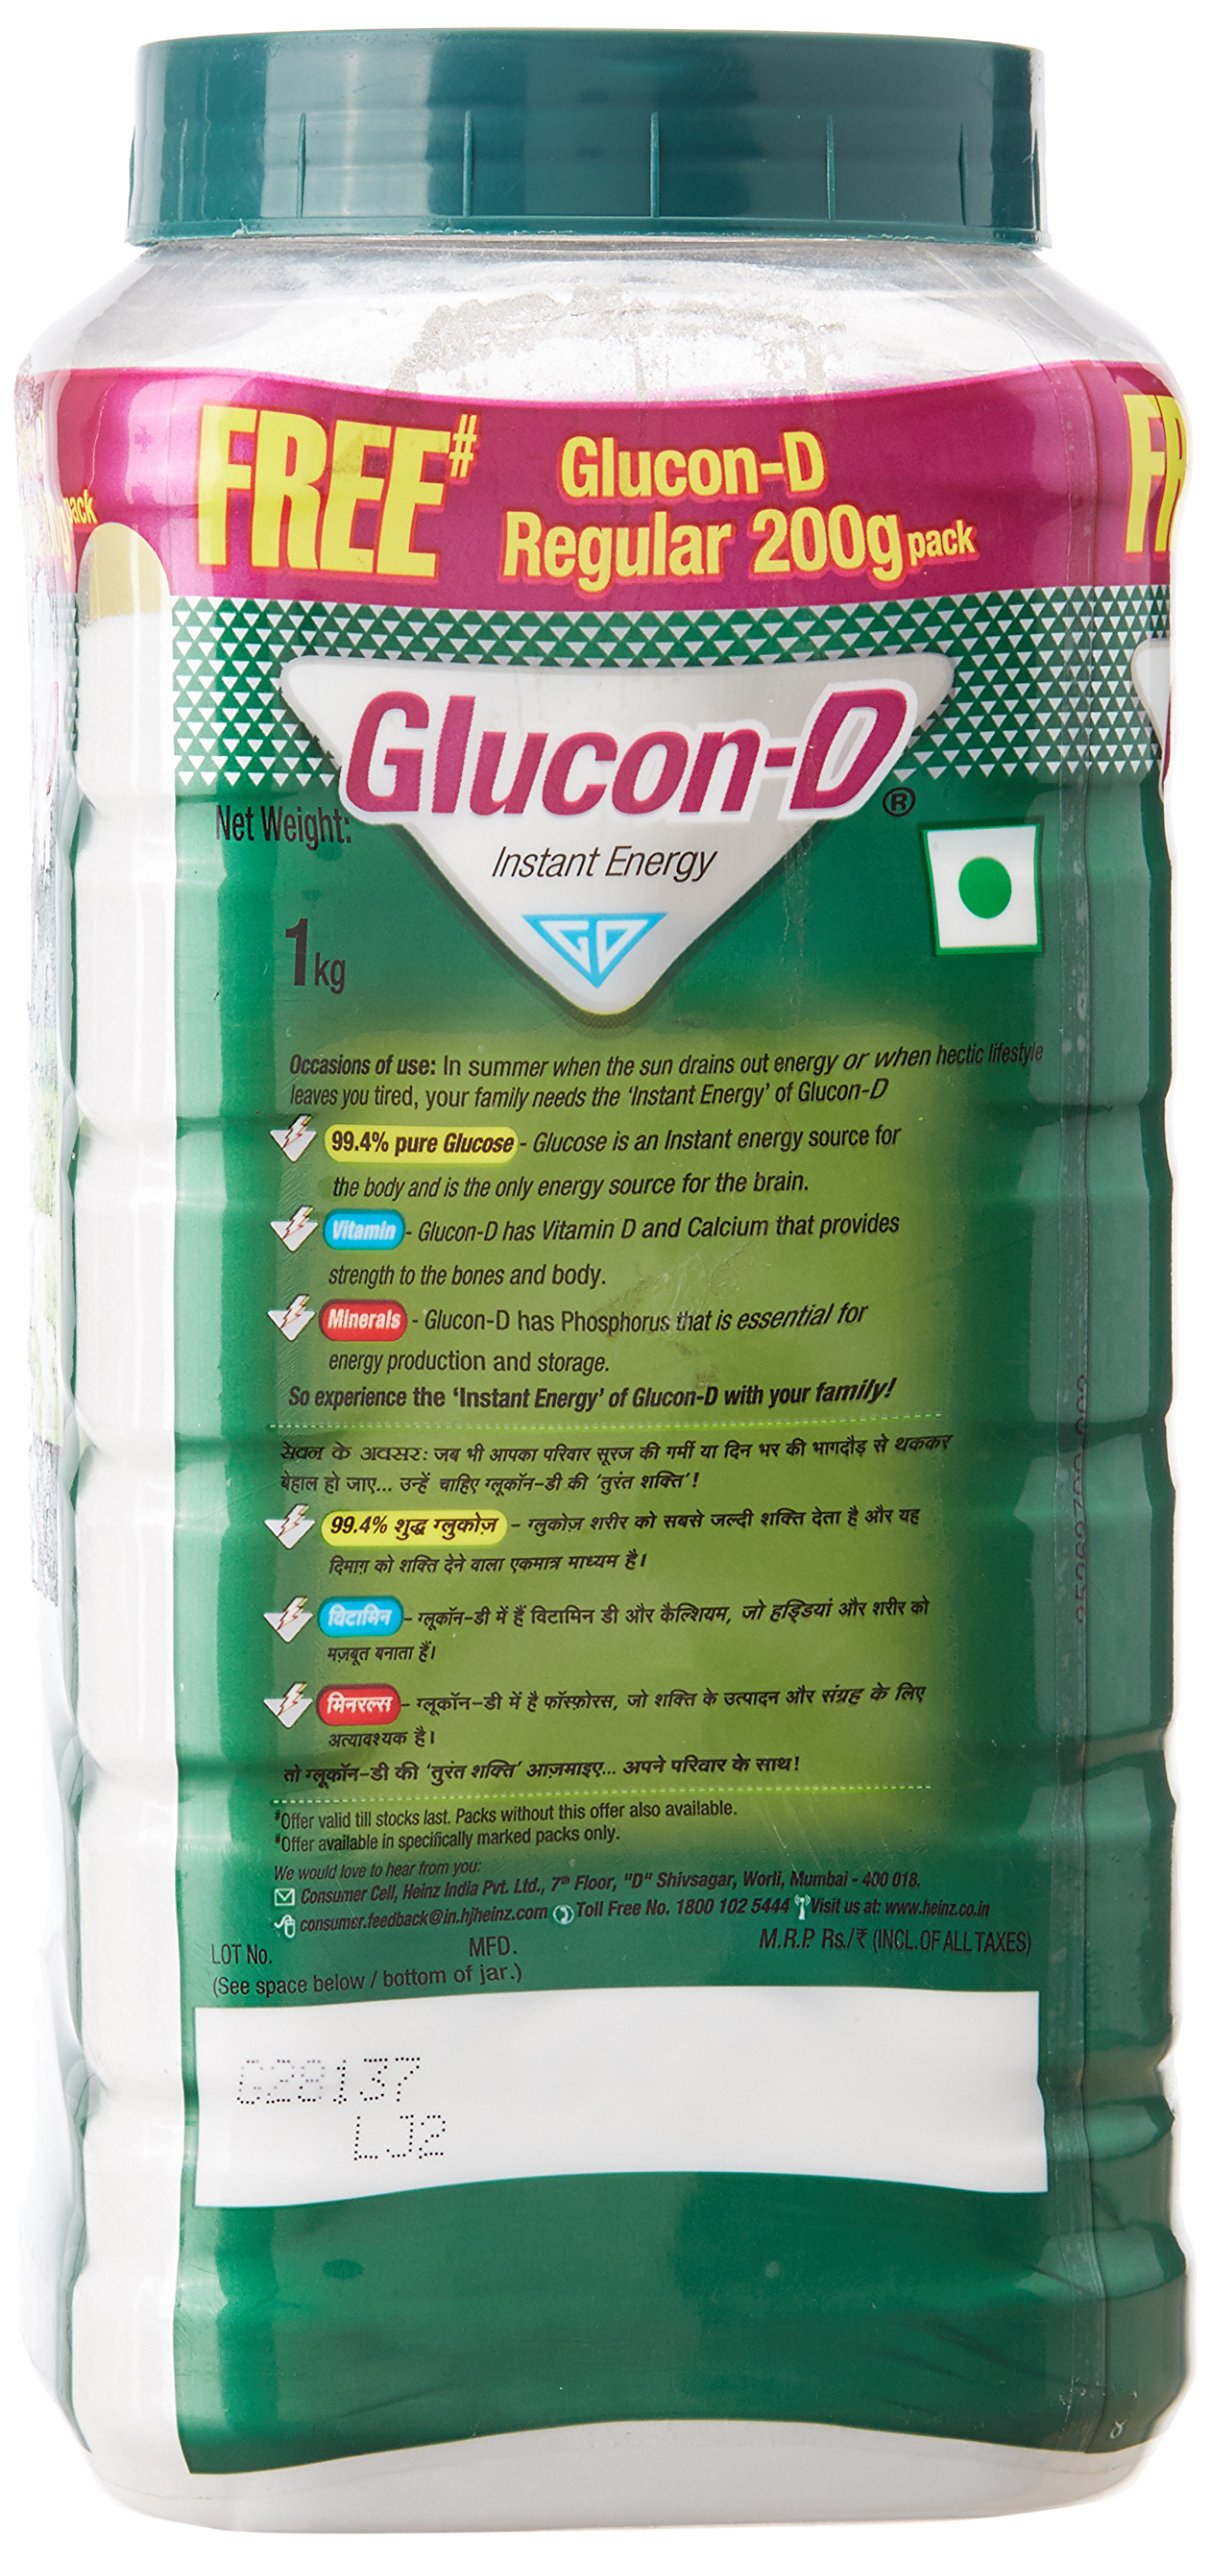 FREE#
Glucon-D
Regular 200g pack
FR
pack
Glucon-D®
Instant Energy
GD
Net Weight:
1kg
Occasions of use: In summer when the sun drains out energy or when hectic lifestyle
leaves you tired, your family needs the 'Instant Energy' of Glucon-D
99.4% pure Glucose - Glucose is an Instant energy source for
the body and is the only energy source for the brain.
Vitamin - Glucon-D has Vitamin D and Calcium that provides
strength to the bones and body.
Minerals - Glucon-D has Phosphorus that is essential for
energy production and storage.
So experience the 'Instant Energy' of Glucon-D with your family!
सेवन के अवसर: जब भी आपका परिवार सूरज की गर्मी या दिन भर की भागदौड़ से थककर
बेहाल हो जाए... उन्हें चाहिए ग्लूकॉन-डी की 'तुरंत शक्ति'!
99.4% शुद्ध ग्लुकोज़ - ग्लुकोज़ शरीर को सबसे जल्दी शक्ति देता है और यह
दिमाग़ को शक्ति देने वाला एकमात्र माध्यम है।
विटामिन - ग्लूकॉन-डी में हैं विटामिन डी और कैल्शियम, जो हड्डियां और शरीर को
मज़बूत बनाता हैं।
मिनरल्स - ग्लूकॉन-डी में है फॉस्फ़ोरस, जो शक्ति के उत्पादन और संग्रह के लिए
अत्यावश्यक है।
तो ग्लूकॉन-डी की 'तुरंत शक्ति' आज़माइए... अपने परिवार के साथ!
#Offer valid till stocks last. Packs without this offer also available.
#Offer available in specifically marked packs only.
We would love to hear from you:
Consumer Cell, Heinz India Pvt. Ltd., 7th Floor, "D" Shivsagar, Worli, Mumbai - 400 018.
consumer.feedback@in.hjheinz.com Toll Free No. 1800 102 5444 Visit us at: www.heinz.co.in
LOT No. MFD. M.R.P. Rs./₹ (INCL.OF ALL TAXES)
(See space below / bottom of jar.)
G28137
LJ2